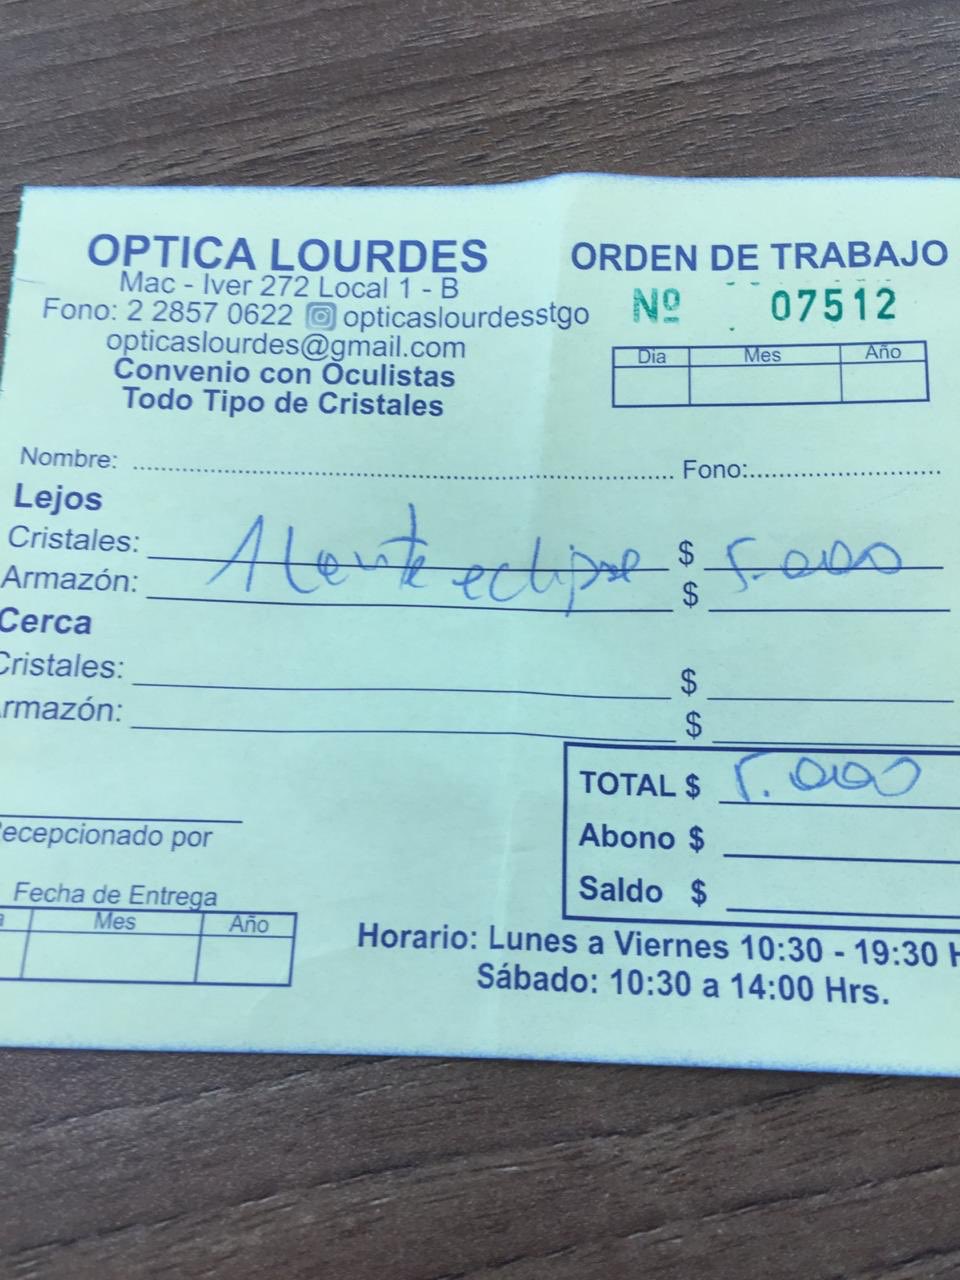 OPTICA LOURDES
Mac - Iver 272 Local 1 - B
Fono: 2 2857 0622 opticaslourdesstgo
opticaslourdes@gmail.com
Convenio con Oculistas
Todo Tipo de Cristales
ORDEN DE TRABAJO
Nº 07512
Dia Mes Año
Nombre: Fono:
Lejos
Cristales: 1 Lente eclipse $ 5.000
Armazón: $
Cerca
Cristales: $
rmazón: $
TOTAL $ 5.000
Abono $
Saldo $
ecepcionado por
Fecha de Entrega
a Mes Año
Horario: Lunes a Viernes 10:30 - 19:30 H
Sábado: 10:30 a 14:00 Hrs.